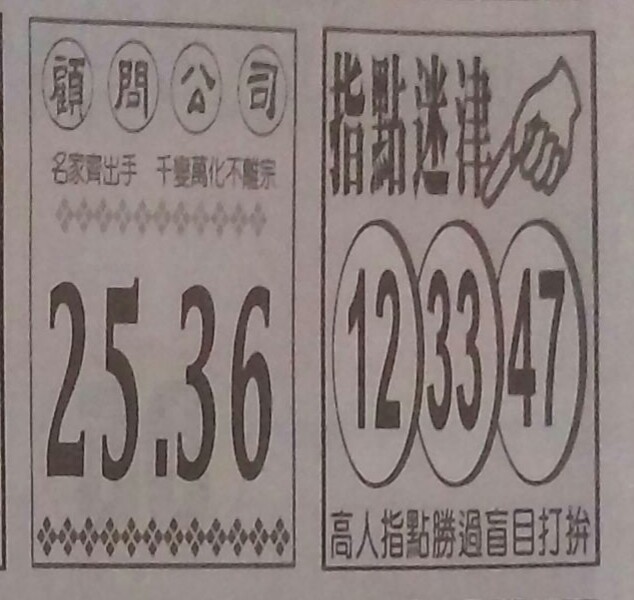 顧問公司
名家齊出手 千變萬化不離宗
25.36
指點迷津
12 33 47
高人指點勝過盲目打拚